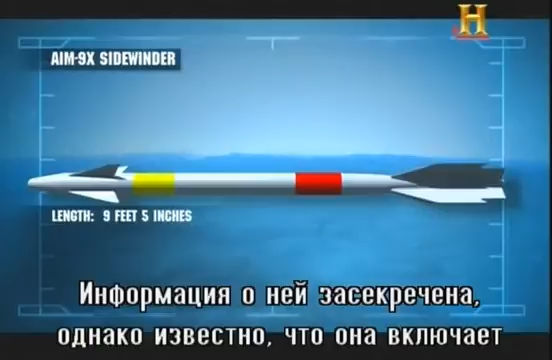 H
AIM-9X SIDEWINDER
LENGTH: 9 FEET 5 INCHES
Информация о ней засекречена,
однако известно, что она включает